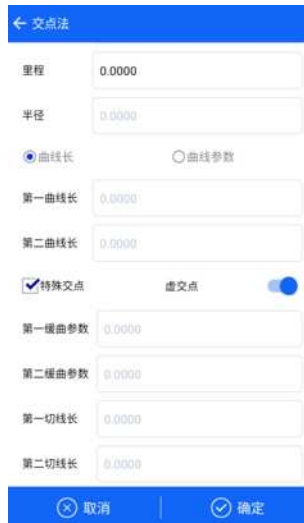 交点法
里程 0.0000
半径 0.0000
曲线长 曲线参数
第一曲线长 0.0000
第二曲线长 0.0000
特殊交点 虚交点
第一缓曲参数 0.0000
第二缓曲参数 0.0000
第一切线长 0.0000
第二切线长 0.0000
取消 确定